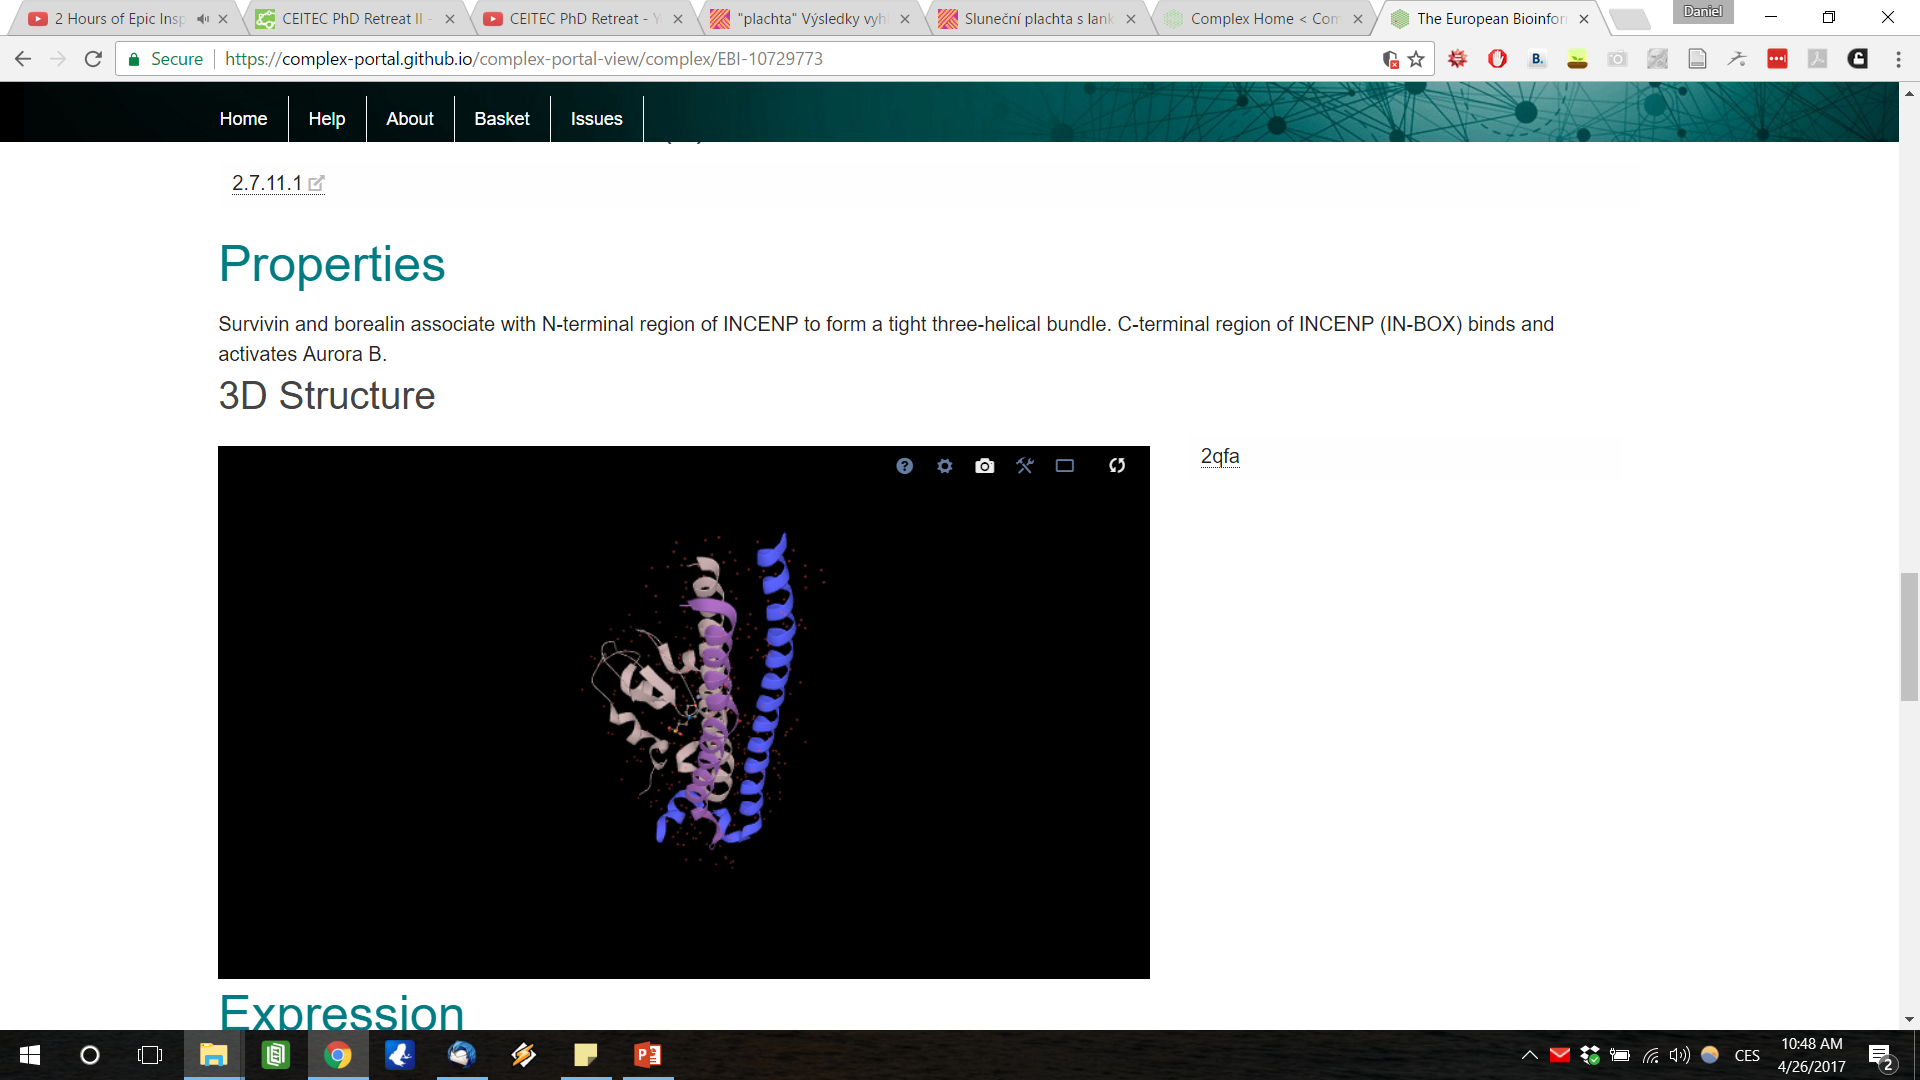 Daniel
2 Hours of Epic Insp
CEITEC PhD Retreat II -
CEITEC PhD Retreat - Y
"plachta" Výsledky vyh
Sluneční plachta s lank
Complex Home < Com
The European Bioinfor
Secure https://complex-portal.github.io/complex-portal-view/complex/EBI-10729773
Home Help About Basket Issues
2.7.11.1
Properties
Survivin and borealin associate with N-terminal region of INCENP to form a tight three-helical bundle. C-terminal region of INCENP (IN-BOX) binds and
activates Aurora B.
3D Structure
2qfa
Expression
CES
10:48 AM
4/26/2017
2